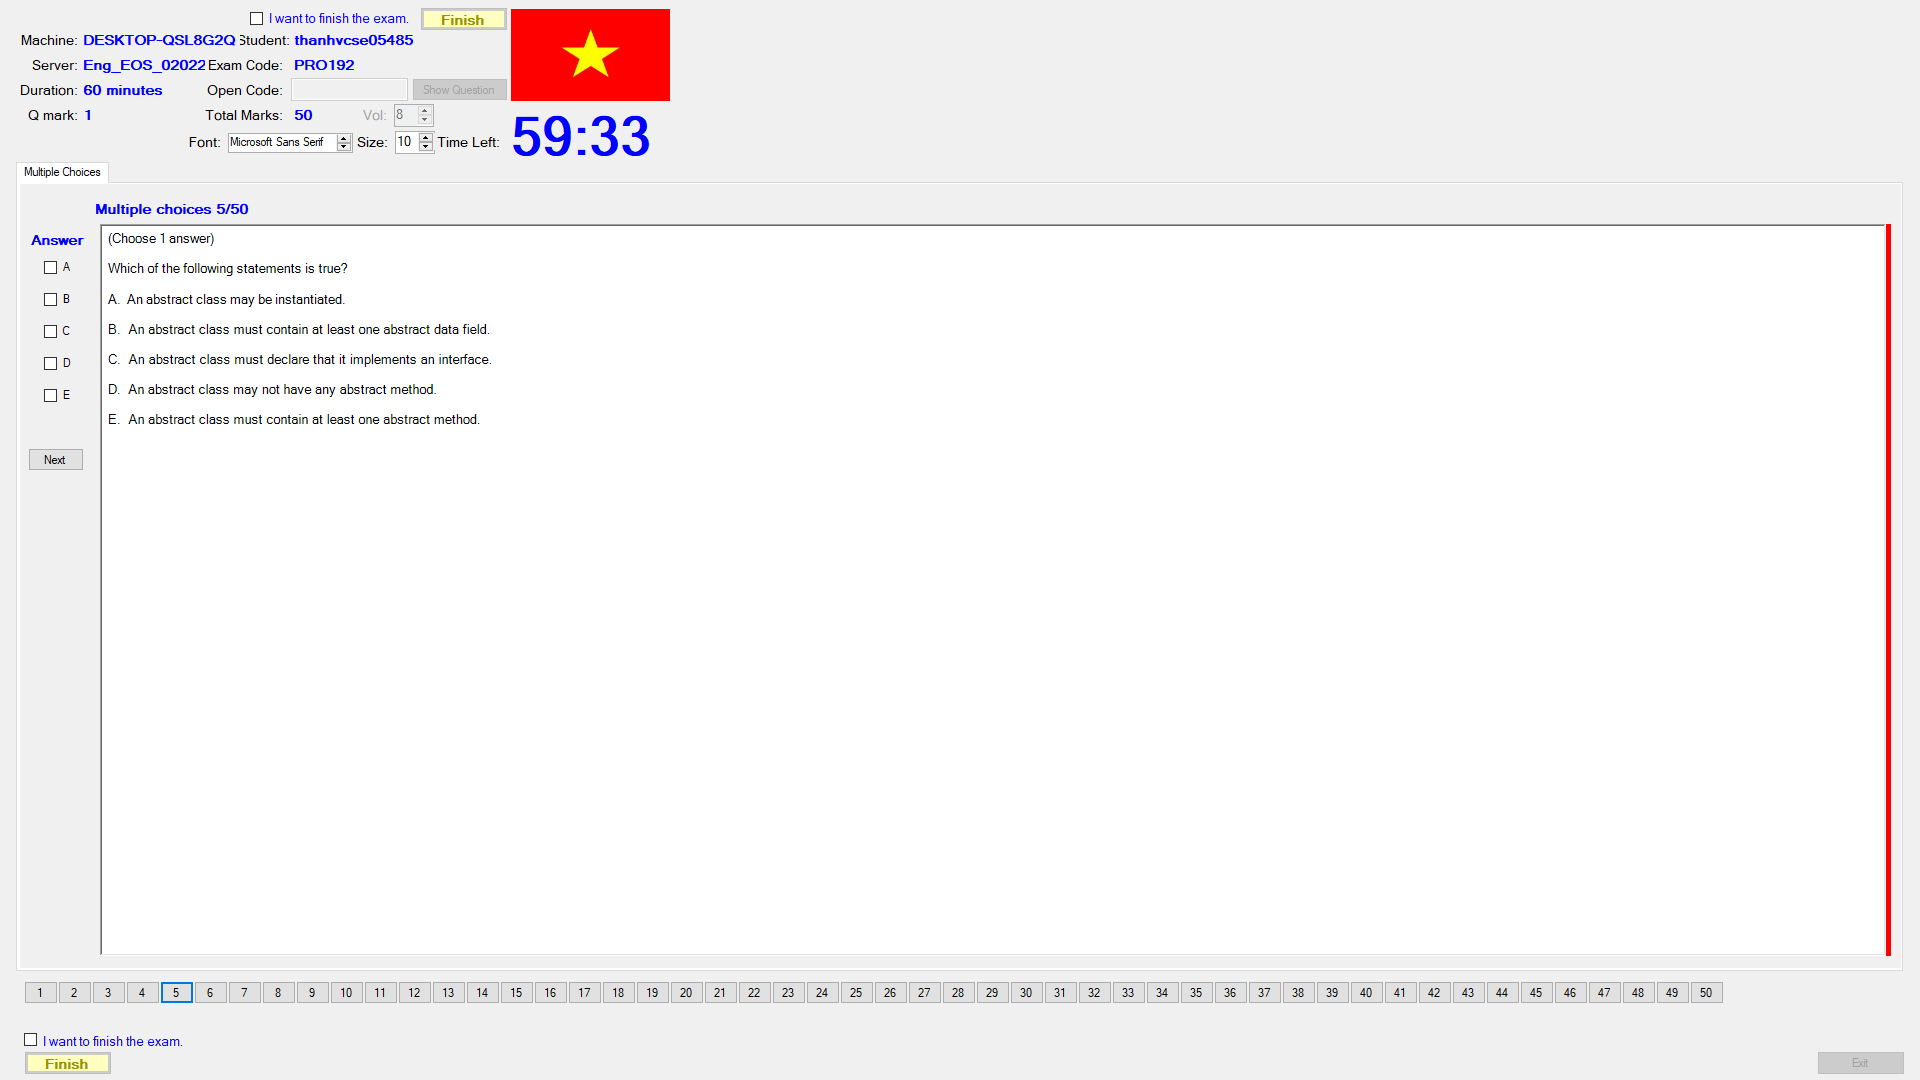 I want to finish the exam.
Finish
Machine: DESKTOP-QSL8G2Q Student: thanhvcse05485
Server: Eng_EOS_02022 Exam Code: PRO192
Duration: 60 minutes Open Code: Show Question
Q mark: 1 Total Marks: 50 Vol: 8
Font: Microsoft Sans Serif Size: 10 Time Left: 59:33
Multiple Choices
Multiple choices 5/50
Answer
A
B
C
D
E
Next
(Choose 1 answer)
Which of the following statements is true?
A. An abstract class may be instantiated.
B. An abstract class must contain at least one abstract data field.
C. An abstract class must declare that it implements an interface.
D. An abstract class may not have any abstract method.
E. An abstract class must contain at least one abstract method.
1 2 3 4 5 6 7 8 9 10 11 12 13 14 15 16 17 18 19 20 21 22 23 24 25 26 27 28 29 30 31 32 33 34 35 36 37 38 39 40 41 42 43 44 45 46 47 48 49 50
I want to finish the exam.
Finish
Exit